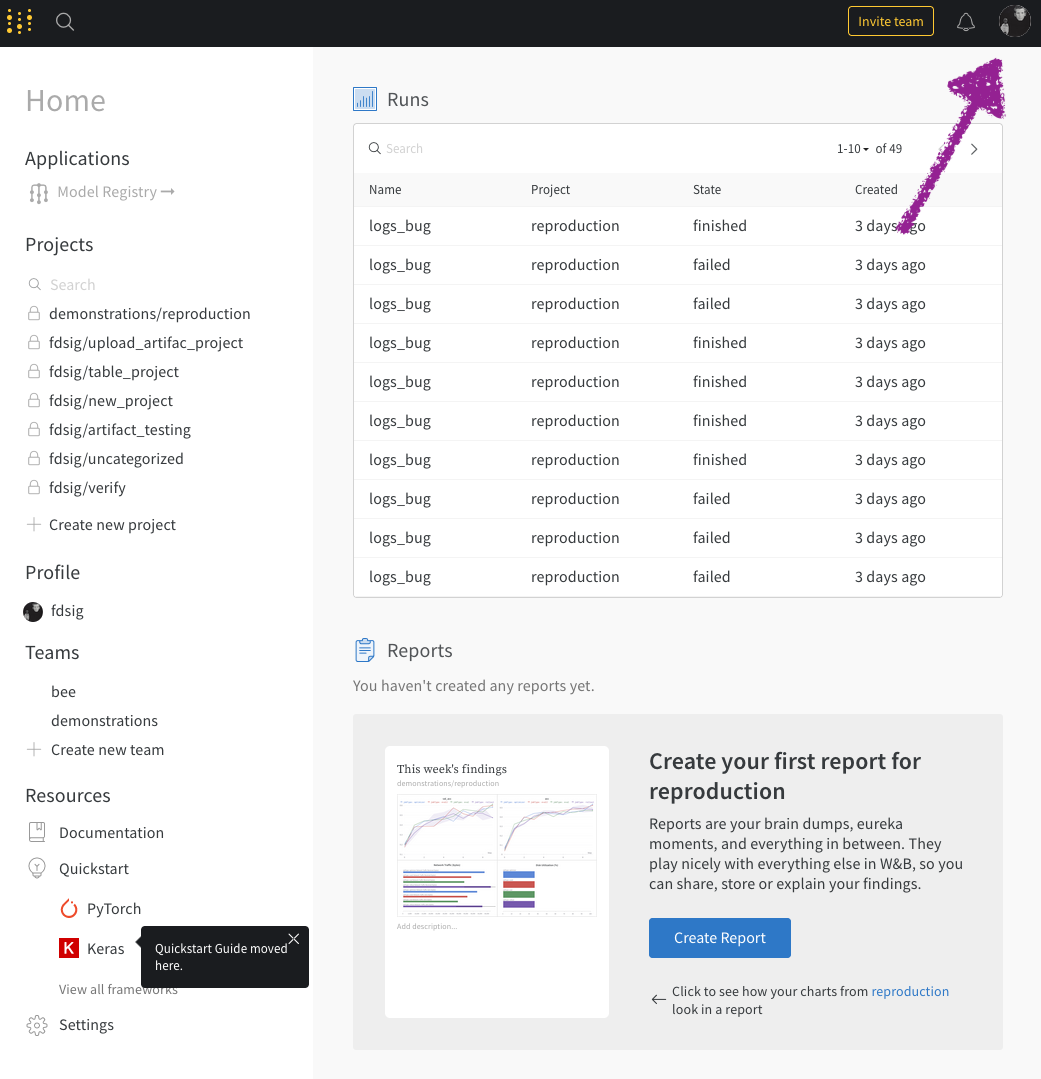 Invite team
Home
Applications
Model Registry
Projects
Search
demonstrations/reproduction
fdsig/upload_artifac_project
fdsig/table_project
fdsig/new_project
fdsig/artifact_testing
fdsig/uncategorized
fdsig/verify
Create new project
Profile
fdsig
Teams
bee
demonstrations
Create new team
Resources
Documentation
Quickstart
PyTorch
K Keras
Quickstart Guide moved
here.
View all frameworks
Settings
Runs
Search 1-10 of 49
Name Project State Created
logs_bug reproduction finished 3 days ago
logs_bug reproduction failed 3 days ago
logs_bug reproduction failed 3 days ago
logs_bug reproduction finished 3 days ago
logs_bug reproduction finished 3 days ago
logs_bug reproduction finished 3 days ago
logs_bug reproduction finished 3 days ago
logs_bug reproduction failed 3 days ago
logs_bug reproduction failed 3 days ago
logs_bug reproduction failed 3 days ago
Reports
You haven't created any reports yet.
This week's findings
demonstrations/reproduction
Add description...
Create your first report for
reproduction
Reports are your brain dumps, eureka
moments, and everything in between. They
play nicely with everything else in W&B, so you
can share, store or explain your findings.
Create Report
Click to see how your charts from reproduction
look in a report